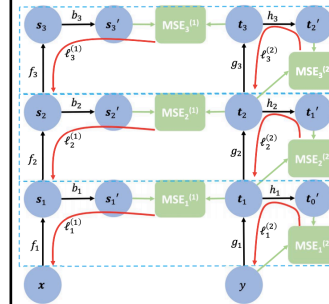 b₃ h₃
s₃ s₃′ MSE₃⁽¹⁾ t₃ t₂′
ℓ₃⁽¹⁾ ℓ₃⁽²⁾
f₃ g₃ MSE₃⁽²
b₂ h₂
s₂ s₂′ MSE₂⁽¹⁾ t₂ t₁′
ℓ₂⁽¹⁾ ℓ₂⁽²⁾
f₂ g₂ MSE₂⁽²
b₁ h₁
s₁ s₁′ MSE₁⁽¹⁾ t₁ t₀′
ℓ₁⁽¹⁾ ℓ₁⁽²⁾
f₁ g₁ MSE₁⁽²
x y